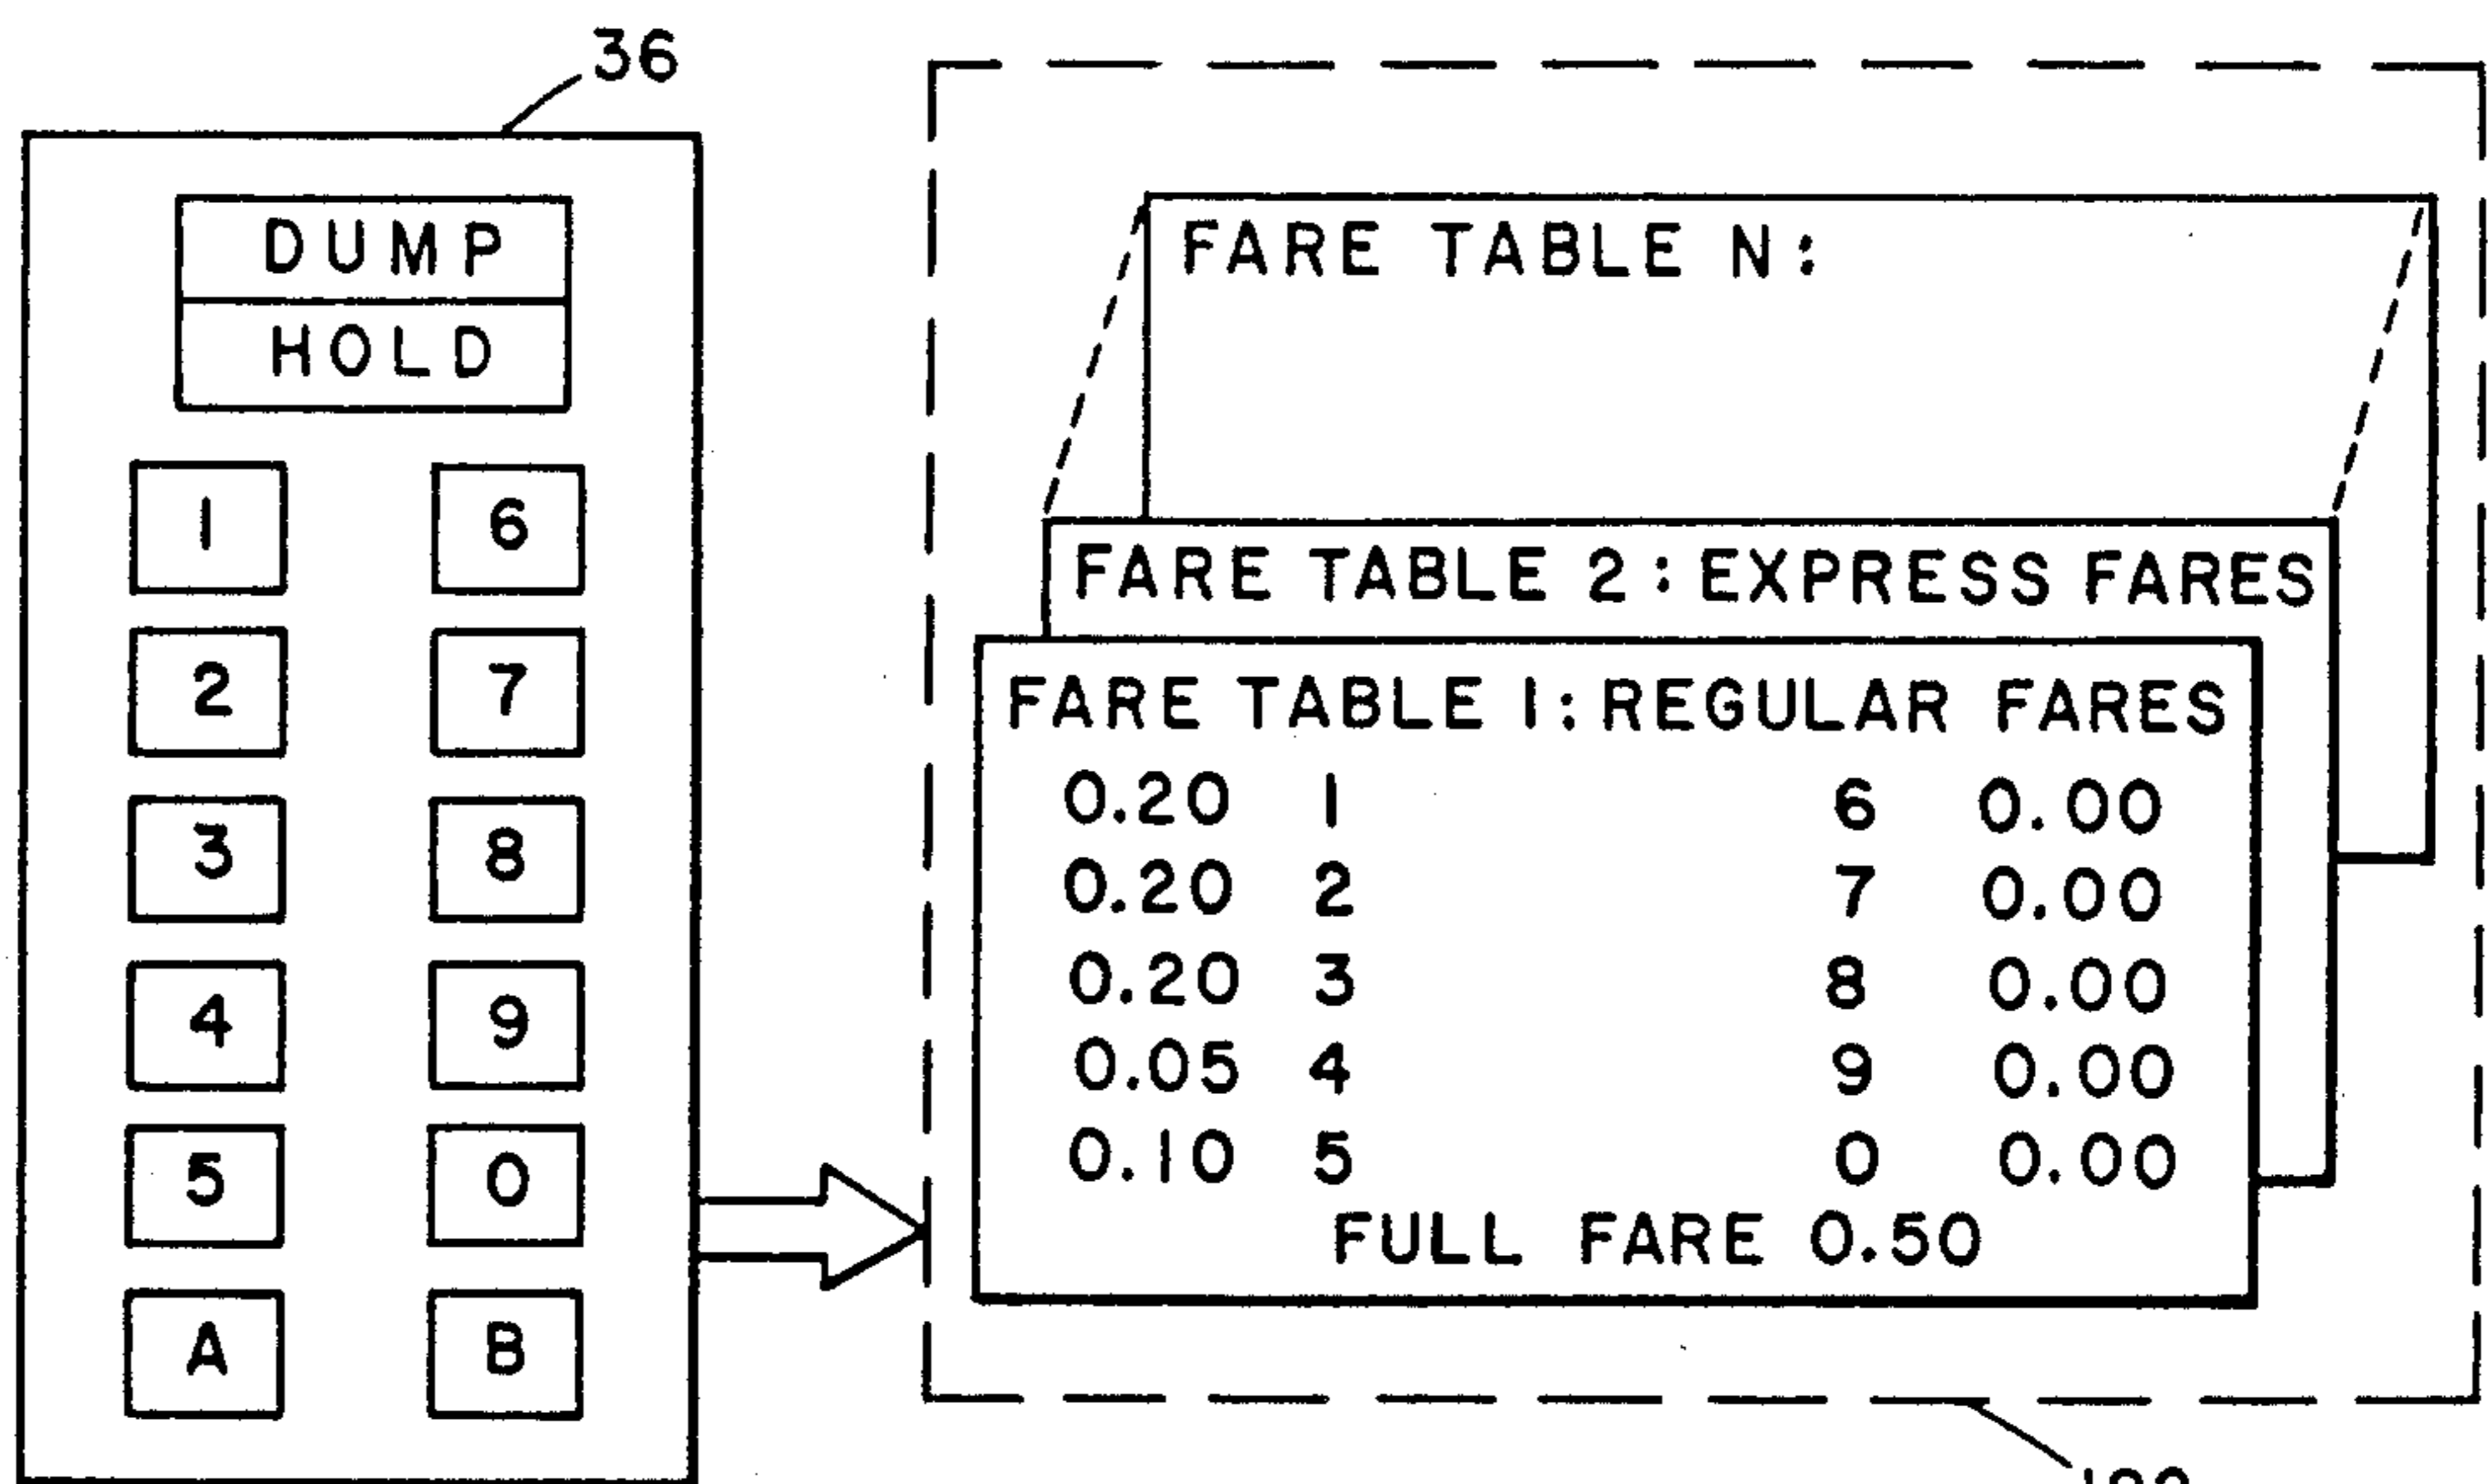 36
DUMP
HOLD
1 6
2 7
3 8
4 9
5 0
A B
FARE TABLE N:
FARE TABLE 2: EXPRESS FARES
FARE TABLE 1: REGULAR FARES
0.20 1 6 0.00
0.20 2 7 0.00
0.20 3 8 0.00
0.05 4 9 0.00
0.10 5 0 0.00
FULL FARE 0.50